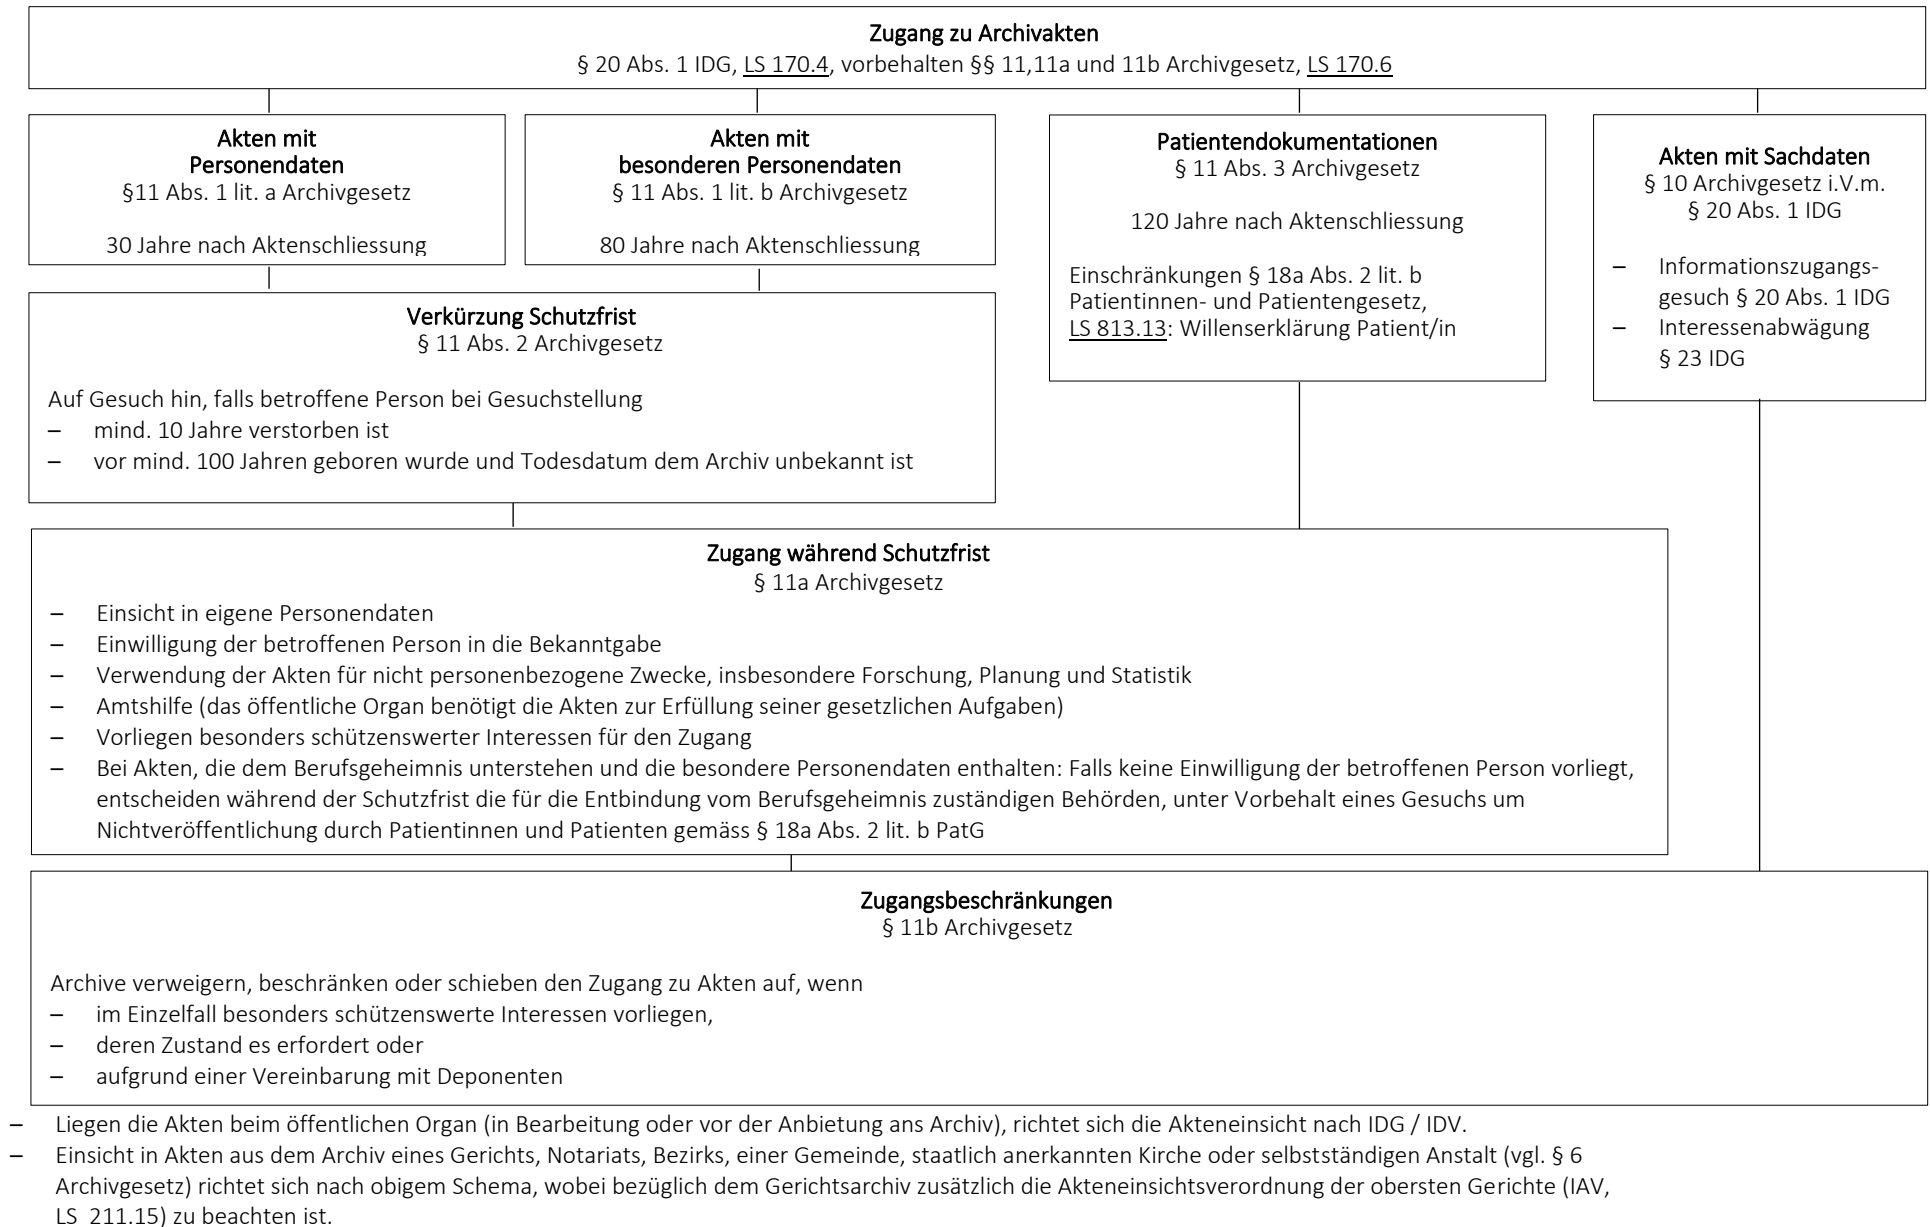 Zugang zu Archivakten
§ 20 Abs. 1 IDG, LS 170.4, vorbehalten §§ 11,11a und 11b Archivgesetz, LS 170.6
Akten mit
Personendaten
§11 Abs. 1 lit. a Archivgesetz
30 Jahre nach Aktenschliessung
Akten mit
besonderen Personendaten
§ 11 Abs. 1 lit. b Archivgesetz
80 Jahre nach Aktenschliessung
Patientendokumentationen
§ 11 Abs. 3 Archivgesetz
120 Jahre nach Aktenschliessung
Einschränkungen § 18a Abs. 2 lit. b
Patientinnen- und Patientengesetz,
LS 813.13: Willenserklärung Patient/in
Akten mit Sachdaten
§ 10 Archivgesetz i.V.m.
§ 20 Abs. 1 IDG
– Informationszugangs-
gesuch § 20 Abs. 1 IDG
– Interessenabwägung
§ 23 IDG
Verkürzung Schutzfrist
§ 11 Abs. 2 Archivgesetz
Auf Gesuch hin, falls betroffene Person bei Gesuchstellung
– mind. 10 Jahre verstorben ist
– vor mind. 100 Jahren geboren wurde und Todesdatum dem Archiv unbekannt ist
Zugang während Schutzfrist
§ 11a Archivgesetz
– Einsicht in eigene Personendaten
– Einwilligung der betroffenen Person in die Bekanntgabe
– Verwendung der Akten für nicht personenbezogene Zwecke, insbesondere Forschung, Planung und Statistik
– Amtshilfe (das öffentliche Organ benötigt die Akten zur Erfüllung seiner gesetzlichen Aufgaben)
– Vorliegen besonders schützenswerter Interessen für den Zugang
– Bei Akten, die dem Berufsgeheimnis unterstehen und die besondere Personendaten enthalten: Falls keine Einwilligung der betroffenen Person vorliegt,
entscheiden während der Schutzfrist die für die Entbindung vom Berufsgeheimnis zuständigen Behörden, unter Vorbehalt eines Gesuchs um
Nichtveröffentlichung durch Patientinnen und Patienten gemäss § 18a Abs. 2 lit. b PatG
Zugangsbeschränkungen
§ 11b Archivgesetz
Archive verweigern, beschränken oder schieben den Zugang zu Akten auf, wenn
– im Einzelfall besonders schützenswerte Interessen vorliegen,
– deren Zustand es erfordert oder
– aufgrund einer Vereinbarung mit Deponenten
– Liegen die Akten beim öffentlichen Organ (in Bearbeitung oder vor der Anbietung ans Archiv), richtet sich die Akteneinsicht nach IDG / IDV.
– Einsicht in Akten aus dem Archiv eines Gerichts, Notariats, Bezirks, einer Gemeinde, staatlich anerkannten Kirche oder selbstständigen Anstalt (vgl. § 6
Archivgesetz) richtet sich nach obigem Schema, wobei bezüglich dem Gerichtsarchiv zusätzlich die Akteneinsichtsverordnung der obersten Gerichte (IAV,
LS 211.15) zu beachten ist.